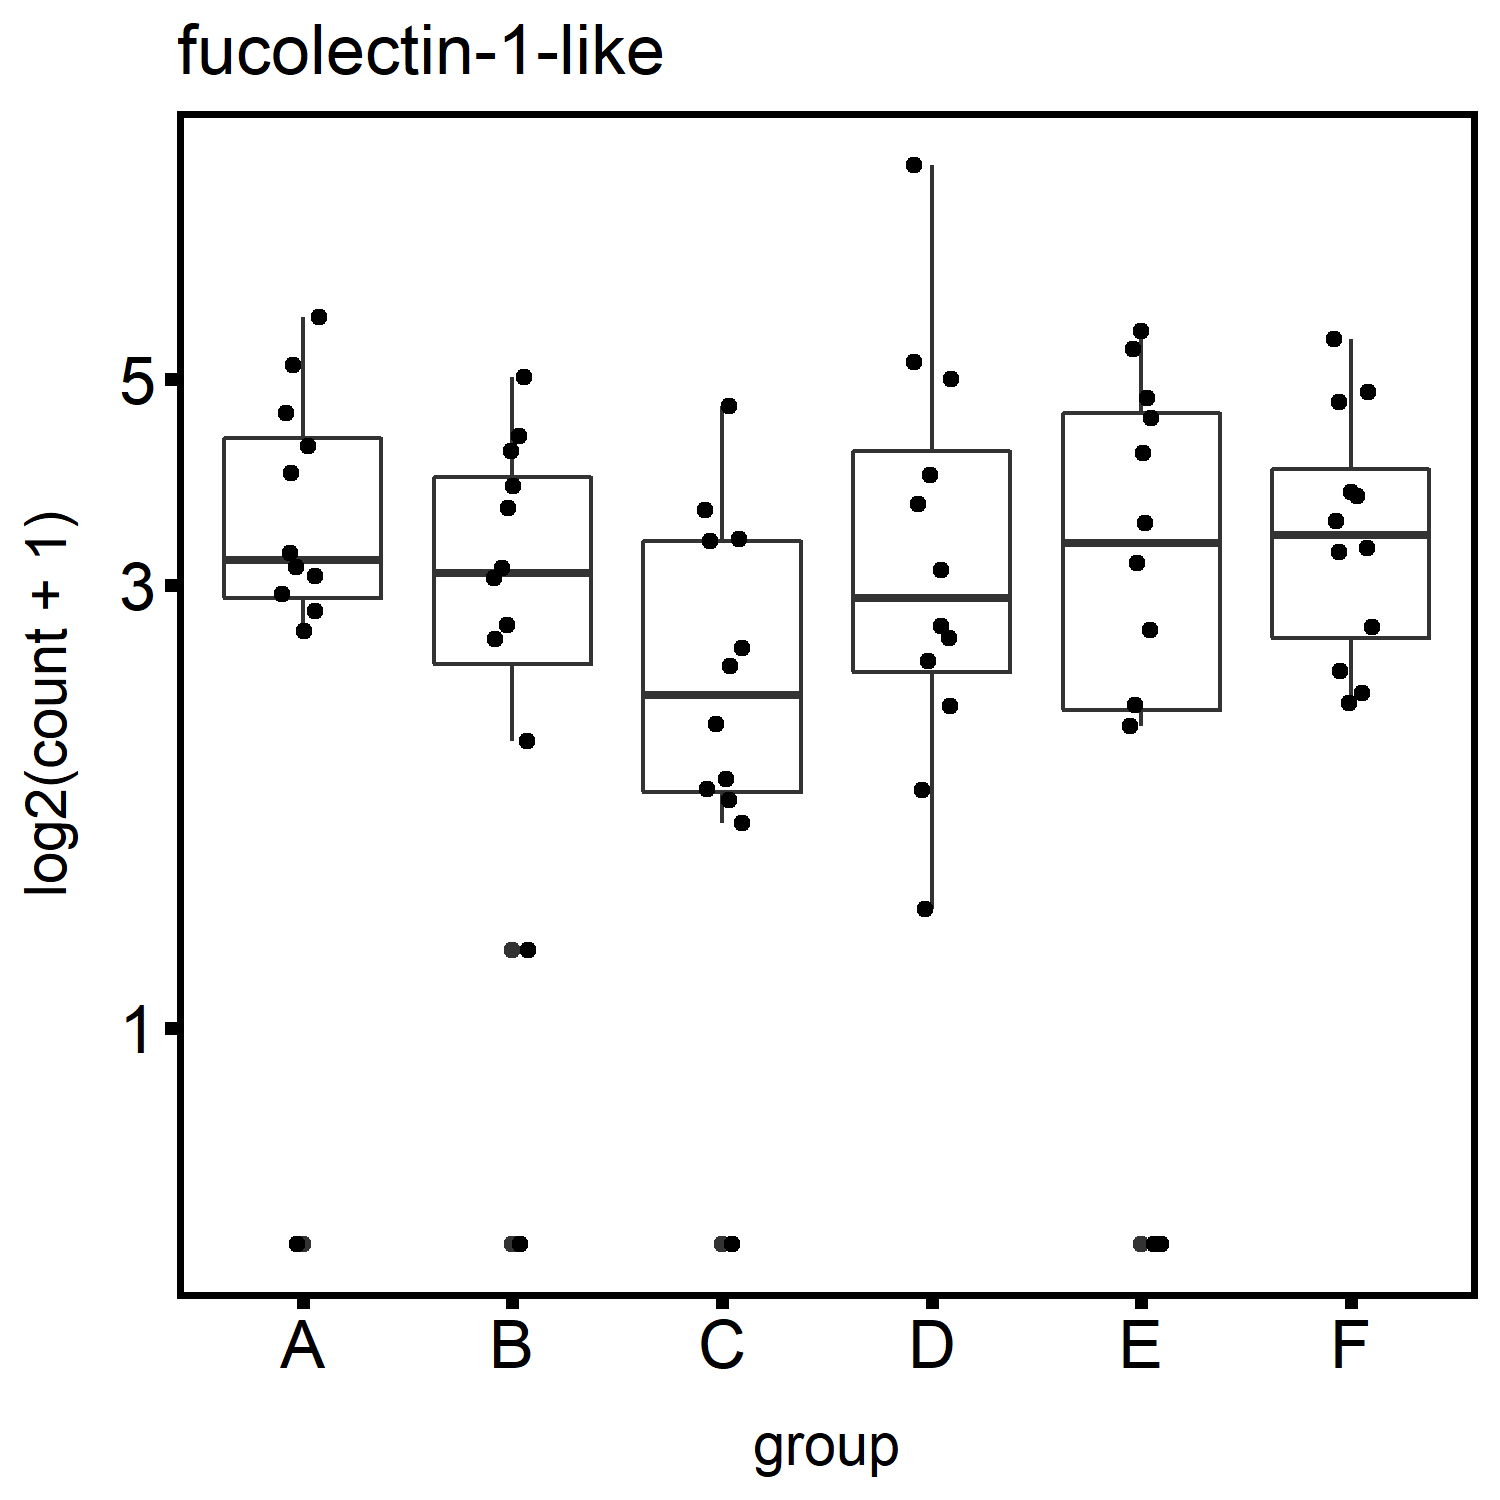 fucolectin-1-like
log2(count + 1)
5
3
1
A B C D E F
group